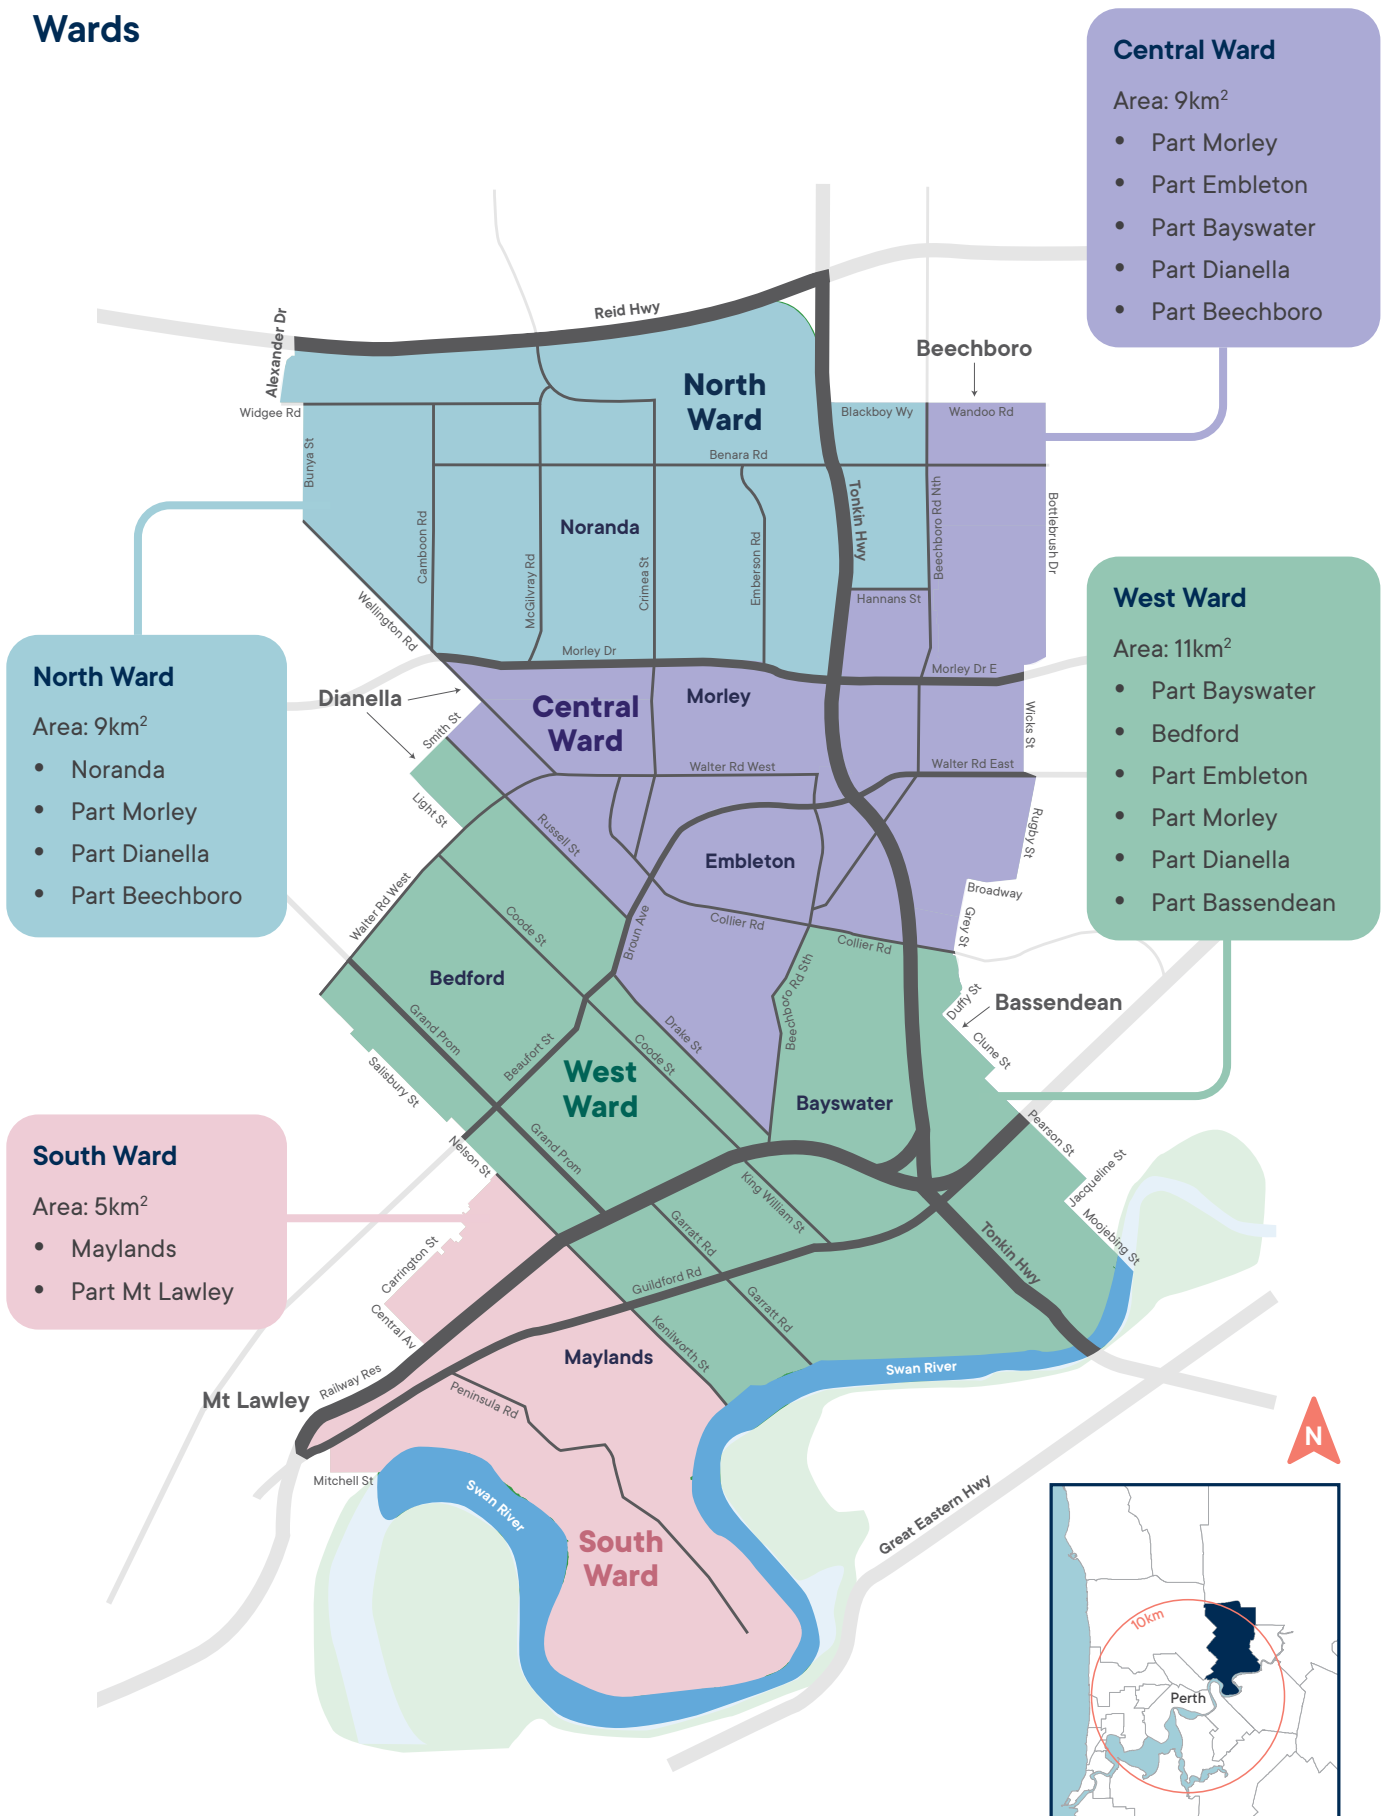 Wards
Central Ward
Area: 9km²
• Part Morley
• Part Embleton
• Part Bayswater
• Part Dianella
• Part Beechboro
Reid Hwy
Alexander Dr
Beechboro
North
Ward
Widgee Rd
Blackboy Wy
Wandoo Rd
Bunya St
Benara Rd
Tonkin Hwy
Beechboro Rd Nth
Bottlebrush Dr
Noranda
Camboon Rd
McGilvray Rd
Crimea St
Emberson Rd
Hannans St
Wellington Rd
Morley Dr
Morley Dr E
West Ward
Area: 11km²
• Part Bayswater
• Bedford
• Part Embleton
• Part Morley
• Part Dianella
• Part Bassendean
North Ward
Area: 9km²
• Noranda
• Part Morley
• Part Dianella
• Part Beechboro
Dianella
Smith St
Central
Ward
Morley
Wicks St
Walter Rd West
Walter Rd East
Light St
Russell St
Rugby St
Embleton
Broadway
Walter Rd West
Coode St
Broun Ave
Collier Rd
Collier Rd
Grey St
Bedford
Beechboro Rd Sth
Duffy St
Bassendean
Grand Prom
Beaufort St
Coode St
Drake St
Clune St
Salisbury St
West
Ward
Bayswater
Nelson St
Grand Prom
Pearson St
Jacqueline St
South Ward
Area: 5km²
• Maylands
• Part Mt Lawley
King William St
Garratt Rd
Moojebing St
Carrington St
Tonkin Hwy
Guildford Rd
Garratt Rd
Central Av
Kenilworth St
Maylands
Swan River
Railway Res
Mt Lawley
Peninsula Rd
Mitchell St
Swan River
South
Ward
Great Eastern Hwy
N
10km
Perth